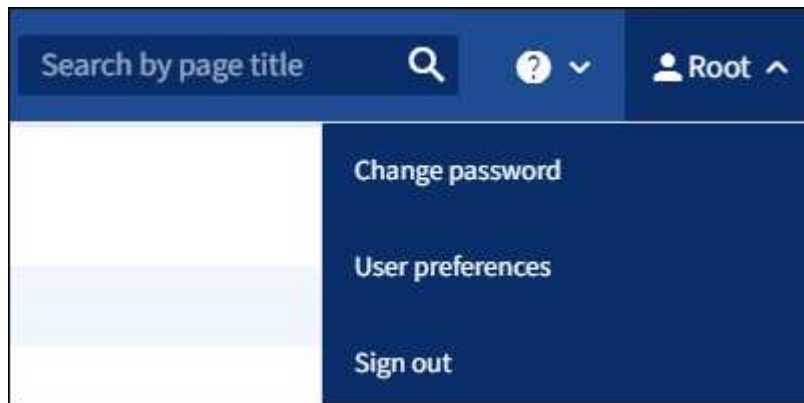 Search by page title
Root
Change password
User preferences
Sign out